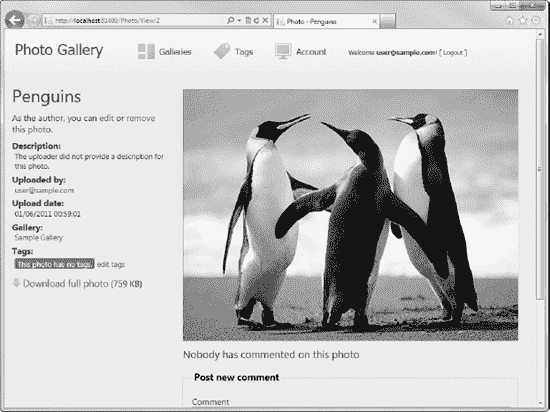 http://localhost:51409/Photo/View/2
Photo - Penguins
Photo Gallery
Galleries
Tags
Account
Welcome user@sample.com! [ Logout ]
Penguins
As the author, you can edit or remove
this photo.
Description:
The uploader did not provide a description for
this photo.
Uploaded by:
user@sample.com
Upload date:
01/06/2011 00:59:01
Gallery:
Sample Gallery
Tags:
This photo has no tags. edit tags
Download full photo (759 KB)
Nobody has commented on this photo
Post new comment
Comment